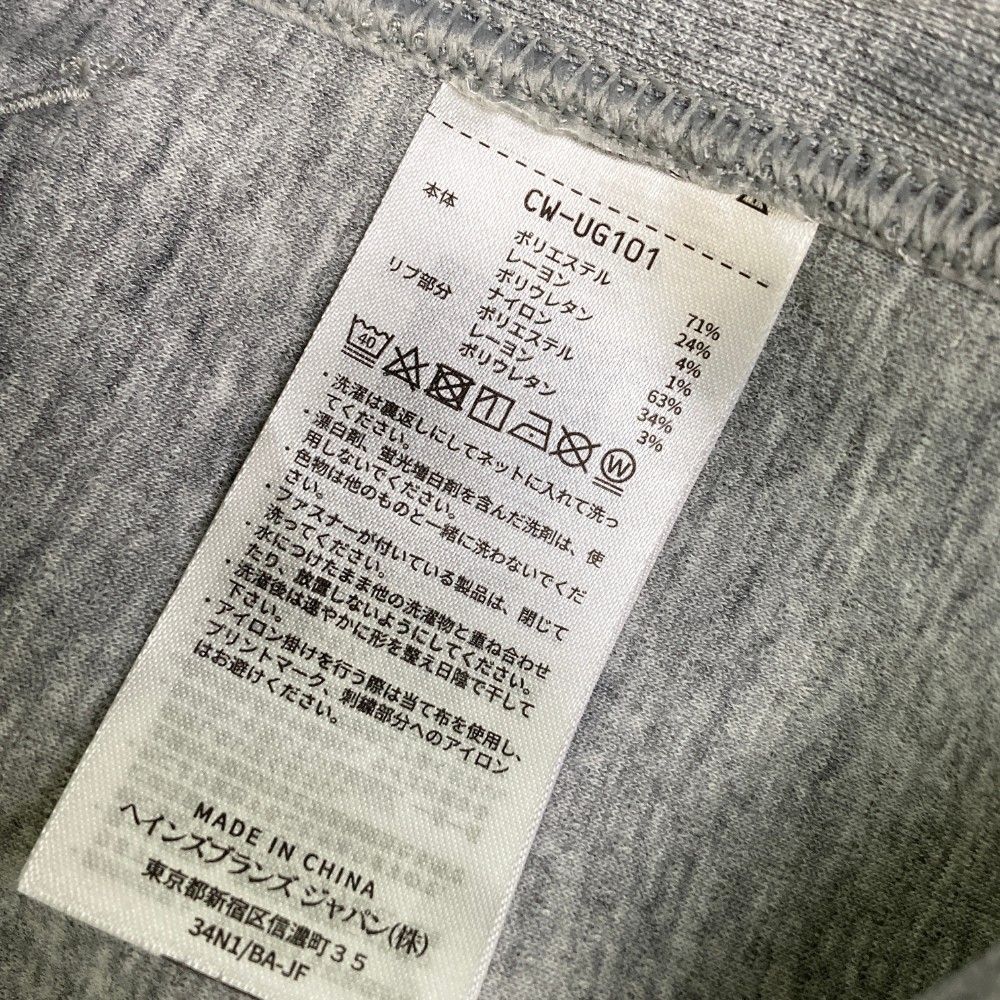 CW-UG101
本体
ポリエステル 71%
レーヨン 24%
ポリウレタン 4%
ナイロン 1%
リブ部分
ポリエステル 63%
レーヨン 34%
ポリウレタン 3%
40
W
・洗濯は裏返しにしてネットに入れて洗っ
てください。
・漂白剤、蛍光増白剤を含んだ洗剤は、使
用しないでください。
・色物は他のものと一緒に洗わないでくだ
さい。
・ファスナーが付いている製品は、閉じて
洗ってください。
・水につけたまま他の洗濯物と重ね合わせ
たり、放置しないようにしてください。
・洗濯後は速やかに形を整え日陰で干して
下さい。
・アイロン掛けを行う際は当て布を使用し、
プリントマーク、刺繍部分へのアイロン
はお避けください。
MADE IN CHINA
ヘインズブランズ ジャパン(株)
東京都新宿区信濃町35
34N1/BA-JF